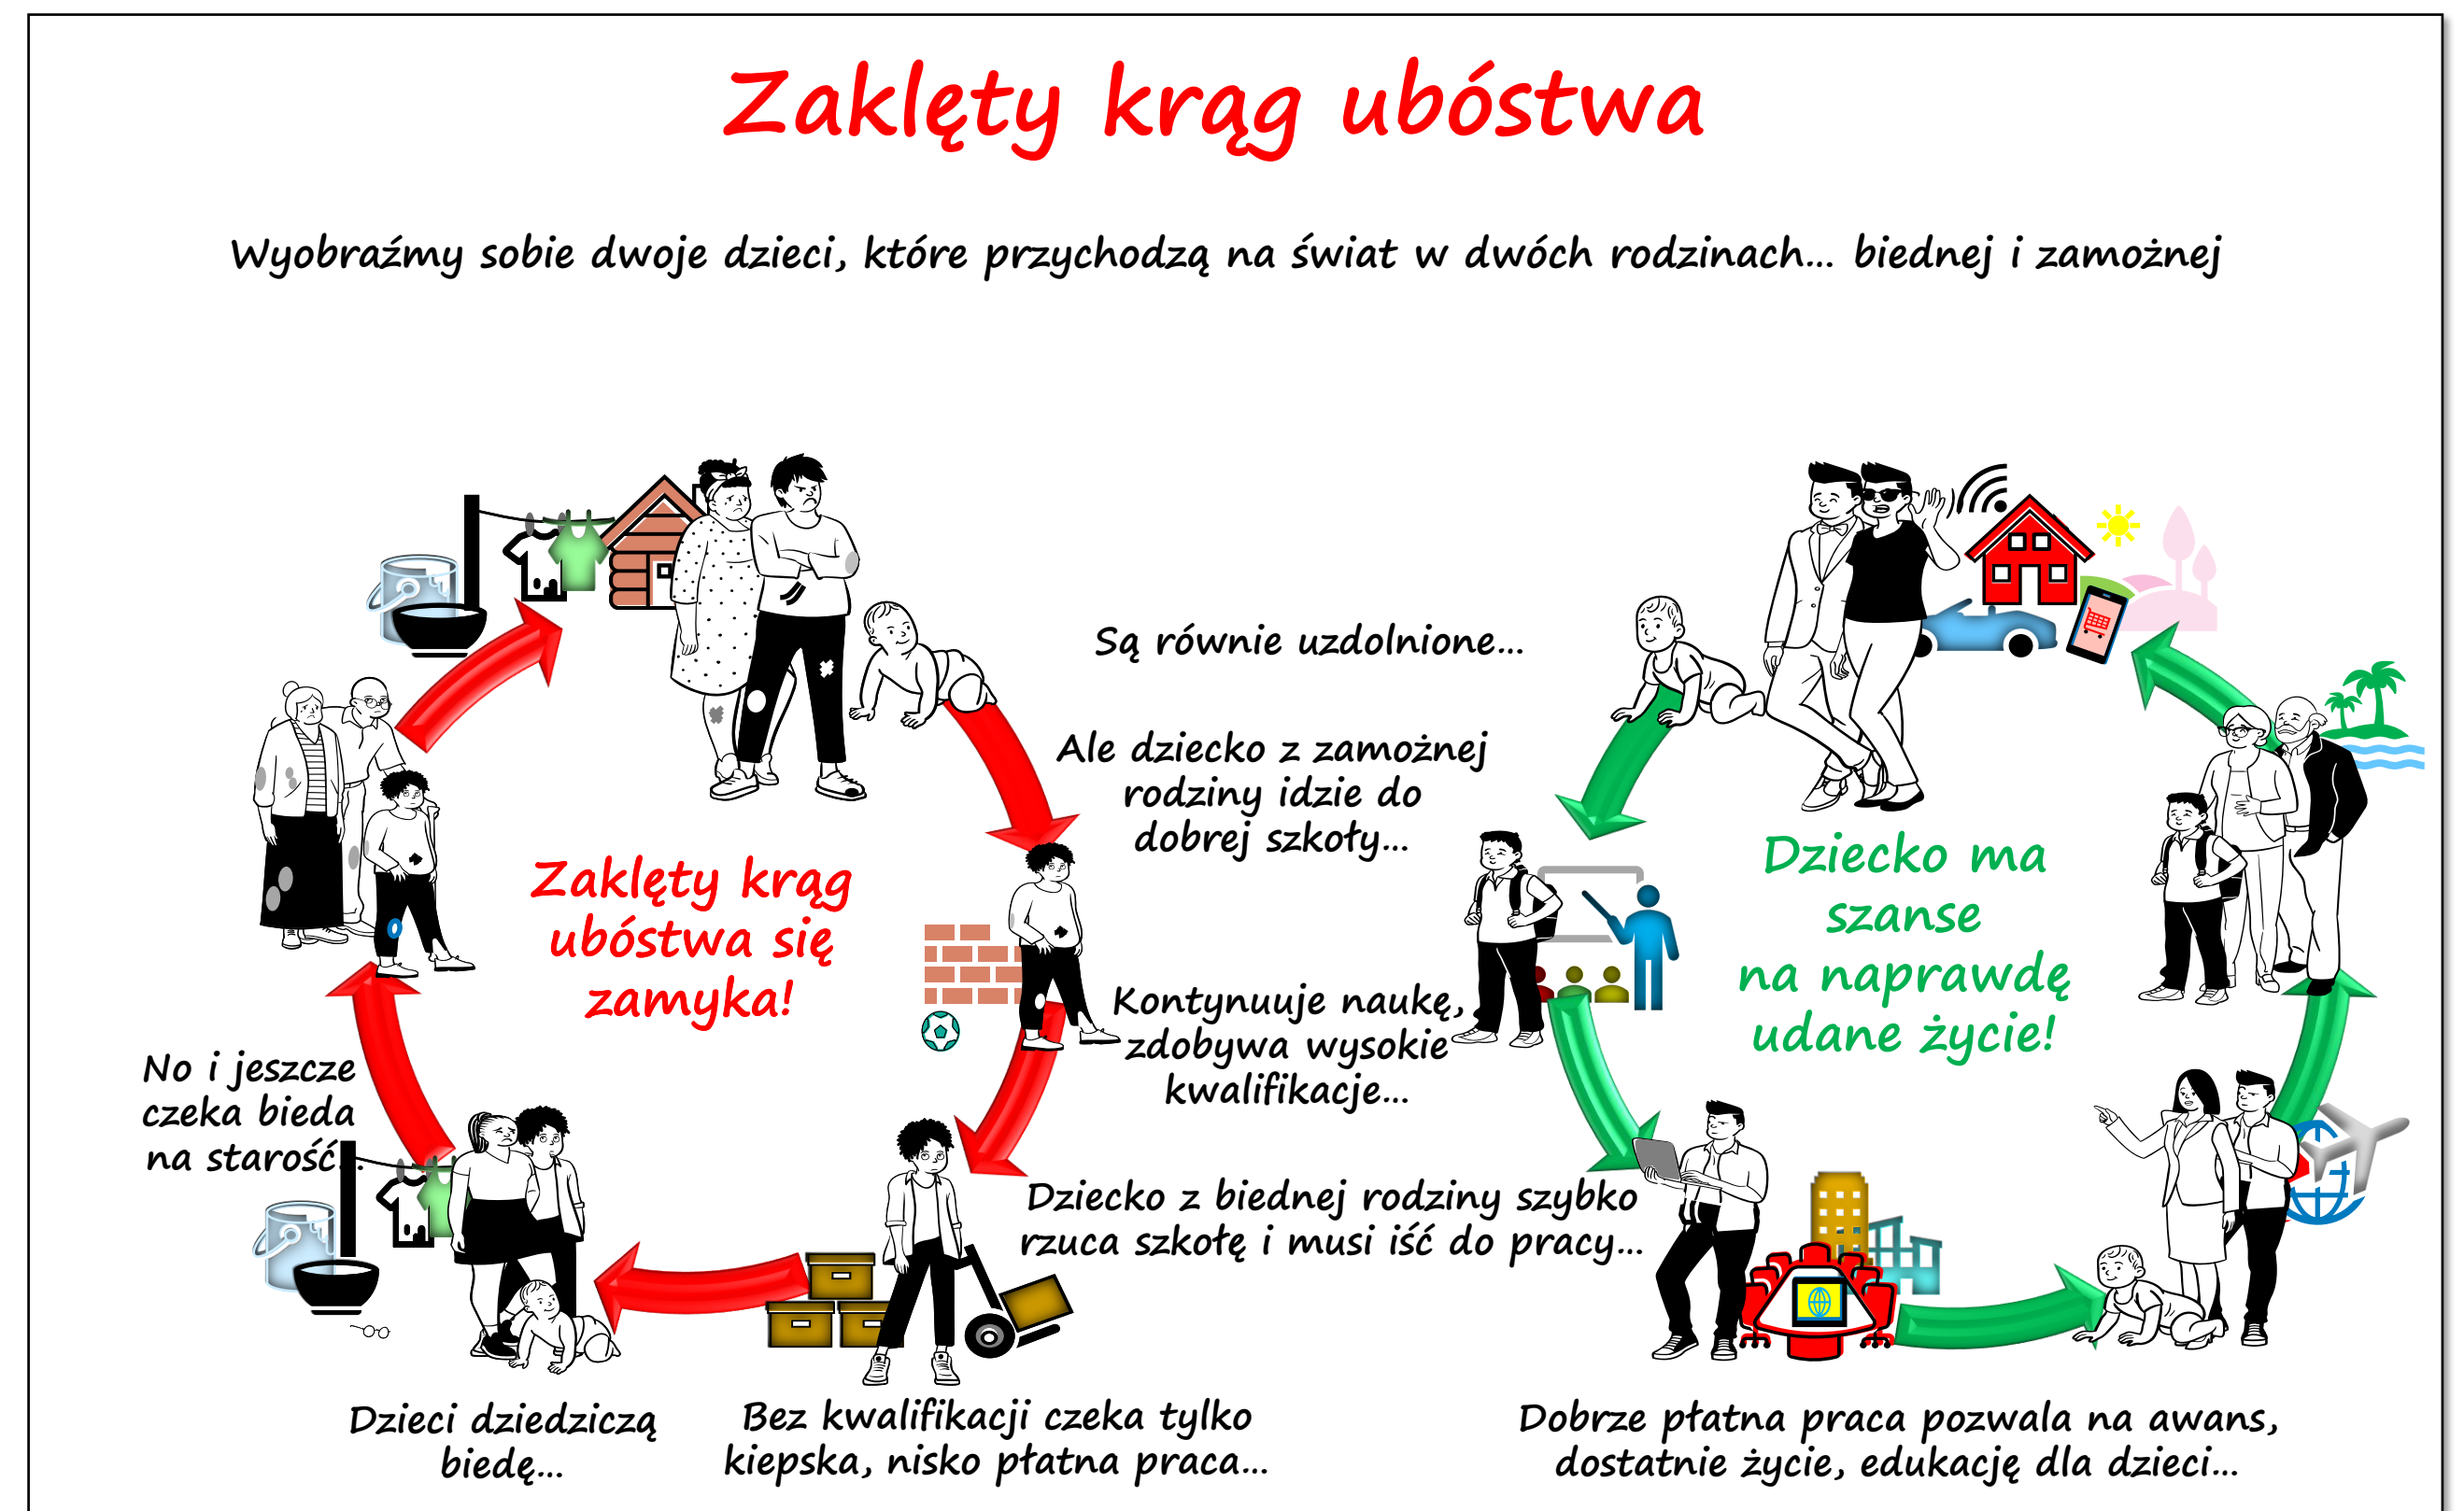 Zaklęty krąg ubóstwa
Wyobraźmy sobie dwoje dzieci, które przychodzą na świat w dwóch rodzinach... biednej i zamożnej
Są równie uzdolnione...
Ale dziecko z zamożnej
rodziny idzie do
dobrej szkoły...
Zaklęty krąg
ubóstwa się
zamyka!
Dziecko ma
szanse
na naprawdę
udane życie!
Kontynuuje naukę,
zdobywa wysokie
kwalifikacje...
No i jeszcze
czeka bieda
na starość...
Dziecko z biednej rodziny szybko
rzuca szkołę i musi iść do pracy...
Dzieci dziedziczą
biedę...
Bez kwalifikacji czeka tylko
kiepska, nisko płatna praca...
Dobrze płatna praca pozwala na awans,
dostatnie życie, edukację dla dzieci...